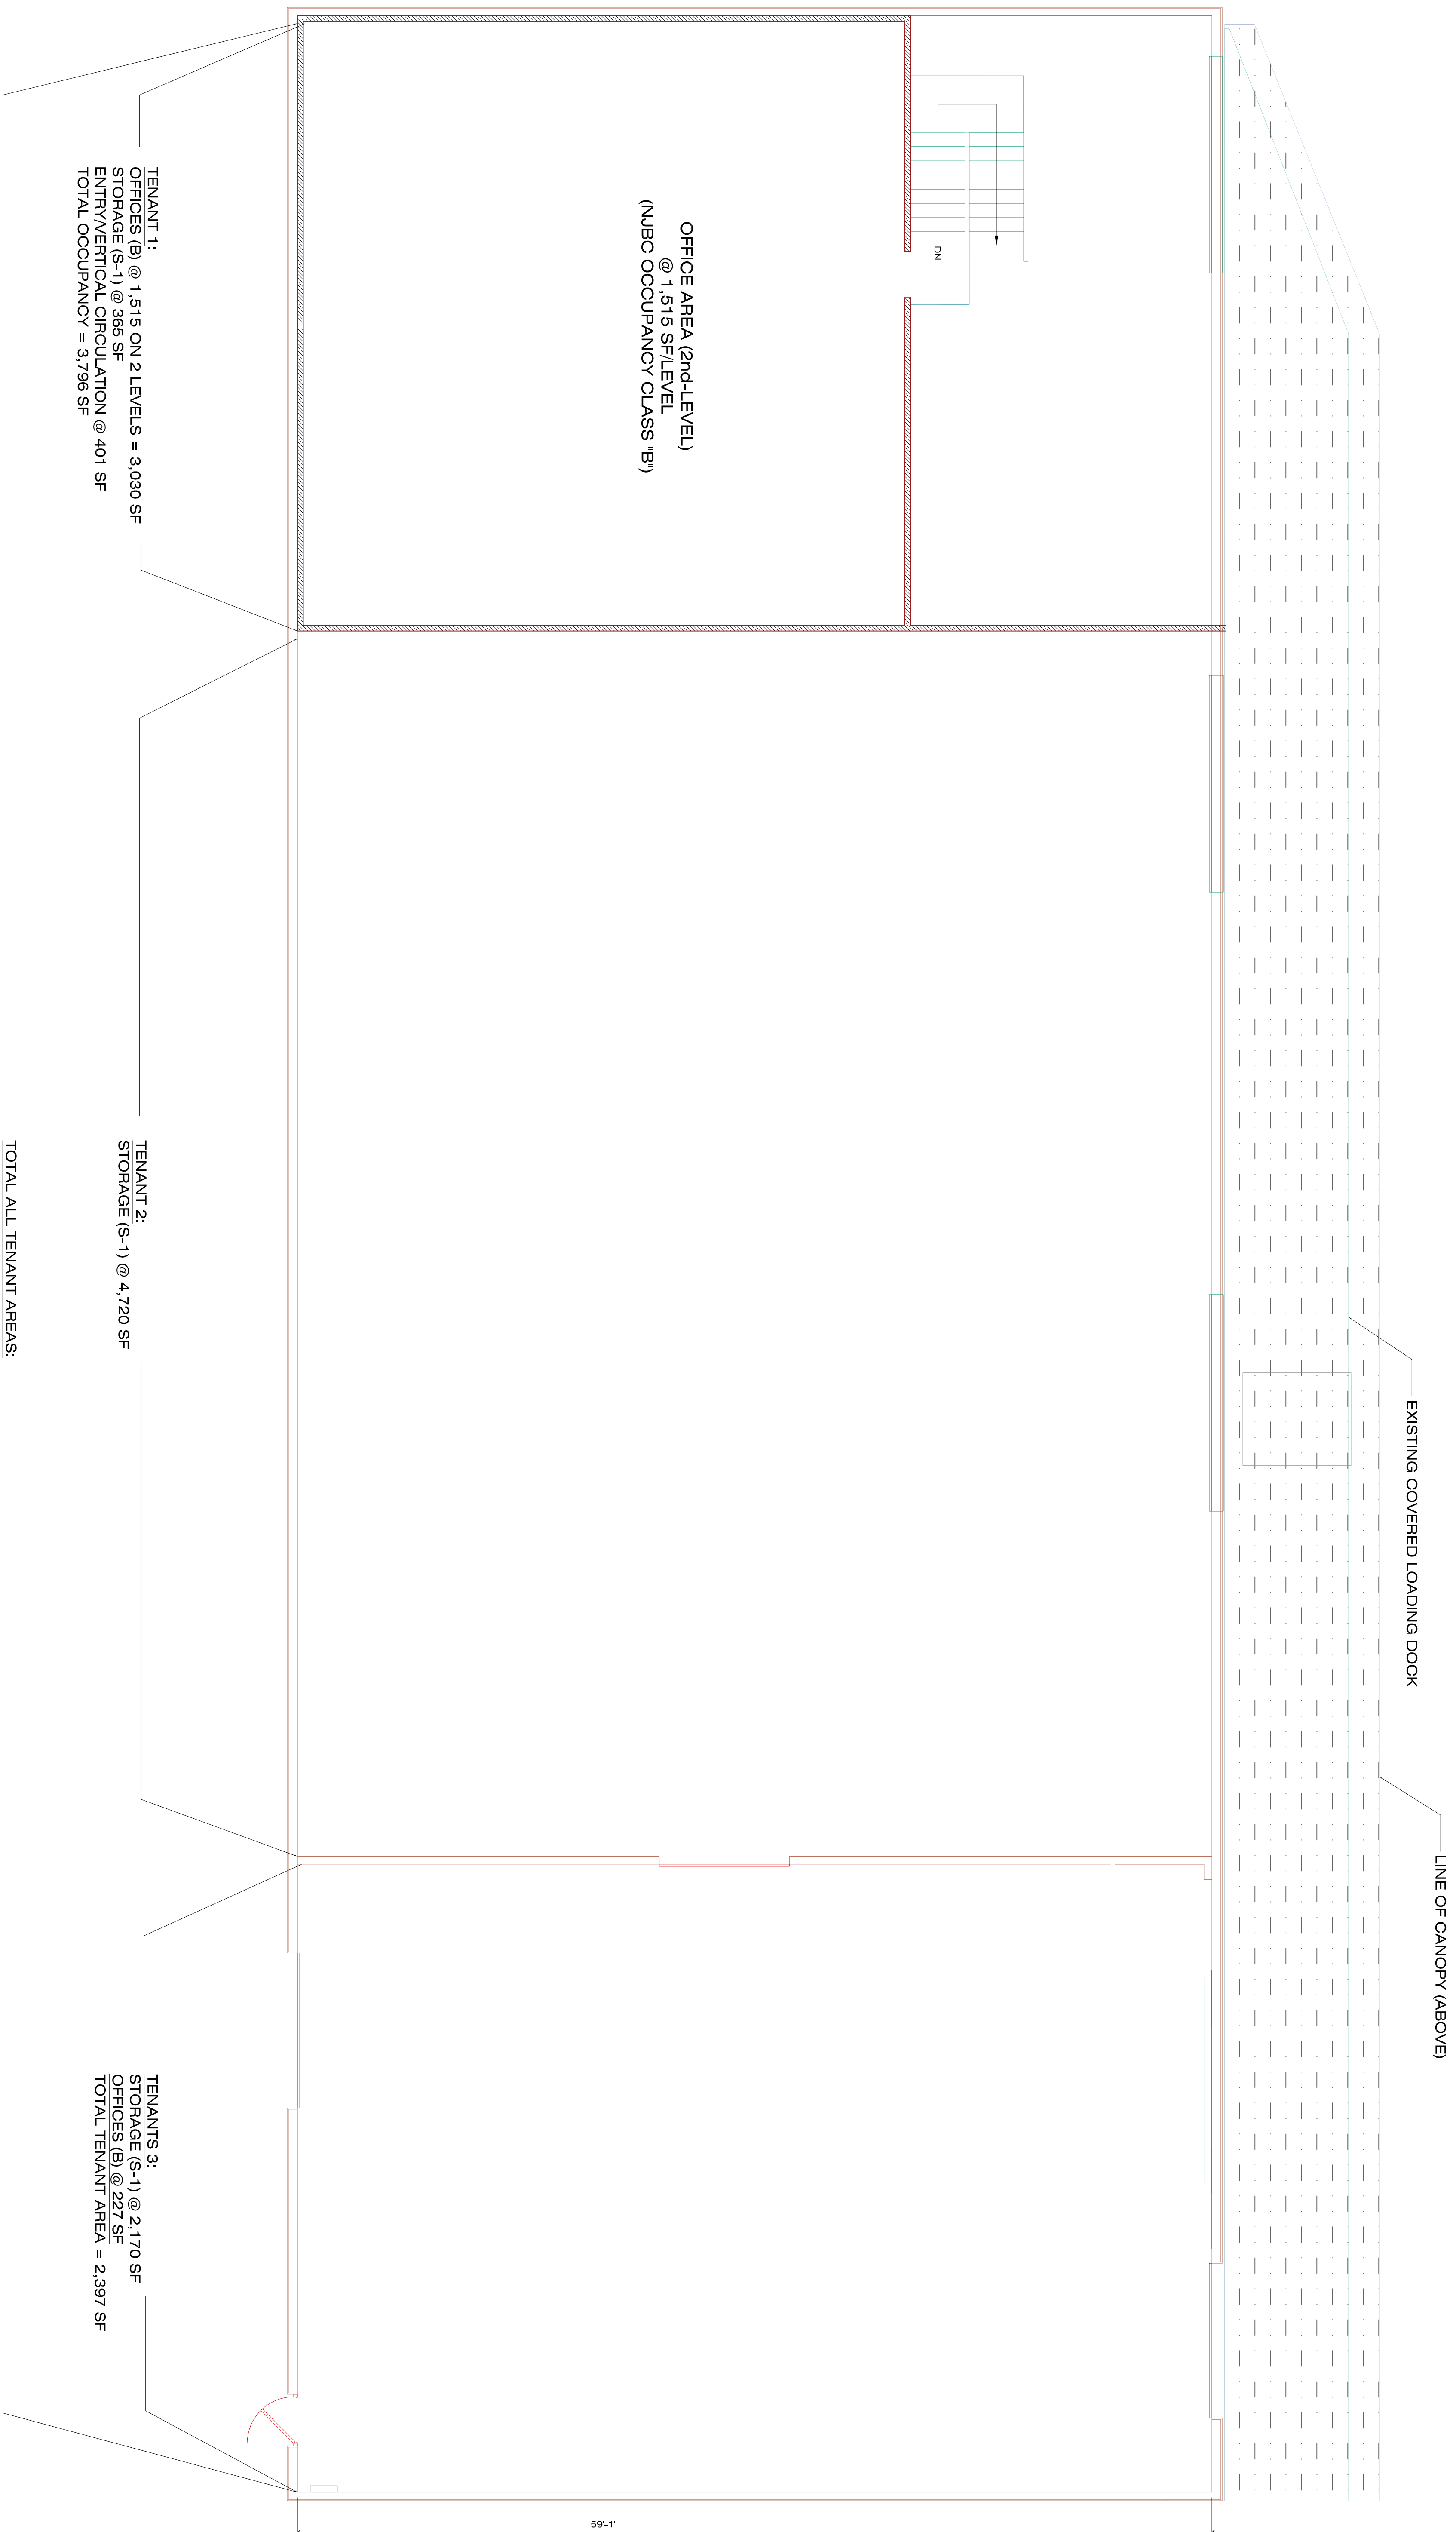 LINE OF CANOPY (ABOVE)
EXISTING COVERED LOADING DOCK
DN
OFFICE AREA (2nd-LEVEL)
@ 1,515 SF/LEVEL
(NJBC OCCUPANCY CLASS "B")
TENANT 1:
OFFICES (B) @ 1,515 ON 2 LEVELS = 3,030 SF
STORAGE (S-1) @ 365 SF
ENTRY/VERTICAL CIRCULATION @ 401 SF
TOTAL OCCUPANCY = 3,796 SF
TENANT 2:
STORAGE (S-1) @ 4,720 SF
TENANTS 3:
STORAGE (S-1) @ 2,170 SF
OFFICES (B) @ 227 SF
TOTAL TENANT AREA = 2,397 SF
TOTAL ALL TENANT AREAS:
59'-1"